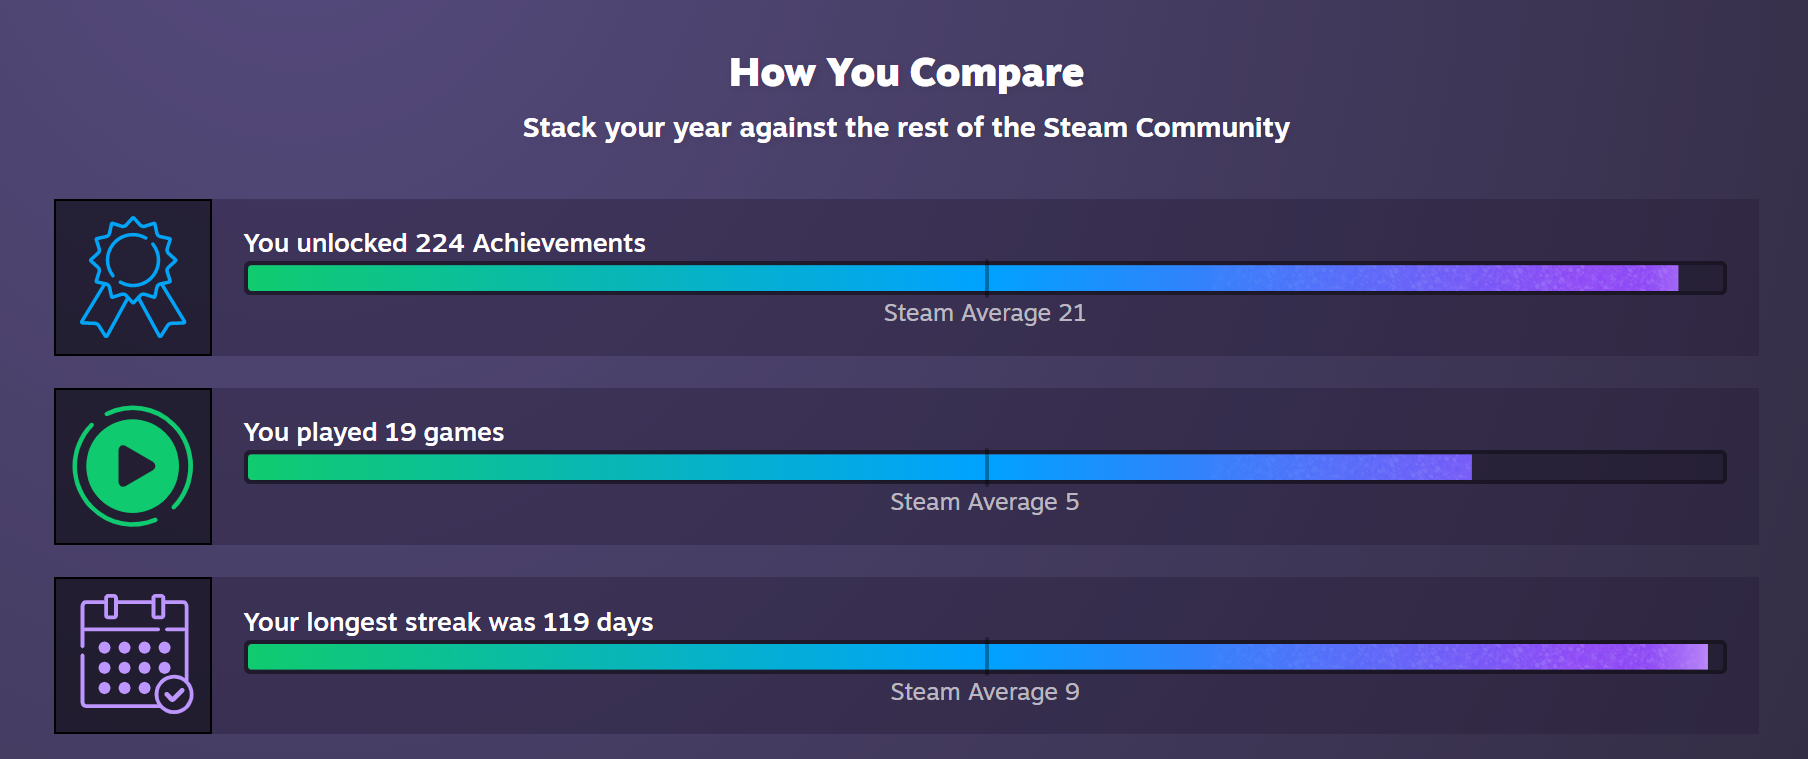 How You Compare
Stack your year against the rest of the Steam Community
You unlocked 224 Achievements
Steam Average 21
You played 19 games
Steam Average 5
Your longest streak was 119 days
Steam Average 9